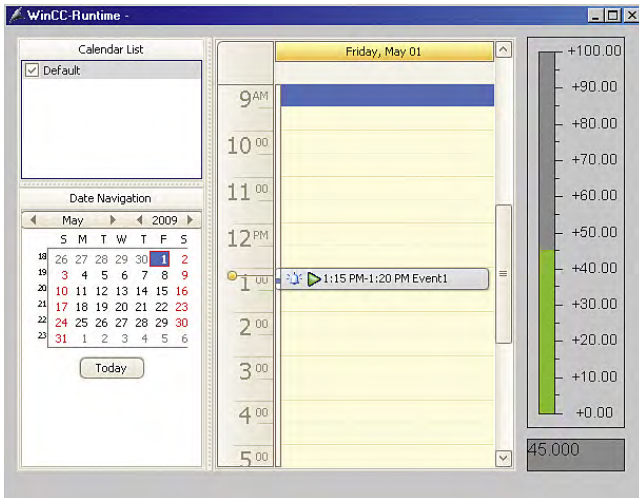 WinCC-Runtime -
Calendar List
Default
Date Navigation
May 2009
S M T W T F S
18 26 27 28 29 30 1 2
19 3 4 5 6 7 8 9
20 10 11 12 13 14 15 16
21 17 18 19 20 21 22 23
22 24 25 26 27 28 29 30
23 31 1 2 3 4 5 6
Today
Friday, May 01
9 AM
10 00
11 00
12 PM
1 00
1:15 PM-1:20 PM Event1
2 00
3 00
4 00
5 00
+100.00
+90.00
+80.00
+70.00
+60.00
+50.00
+40.00
+30.00
+20.00
+10.00
+0.00
45.000